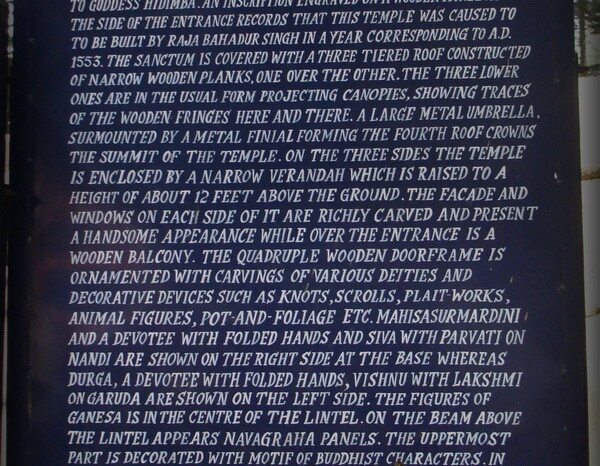 TO GODDESS HIDIMBA. AN INSCRIPTION ENGRAVED ON A WOODEN
THE SIDE OF THE ENTRANCE RECORDS THAT THIS TEMPLE WAS CAUSED TO
TO BE BUILT BY RAJA BAHADUR SINGH IN A YEAR CORRESPONDING TO A.D.
1553. THE SANCTUM IS COVERED WITH A THREE TIERED ROOF CONSTRUCTED
OF NARROW WOODEN PLANKS, ONE OVER THE OTHER. THE THREE LOWER
ONES ARE IN THE USUAL FORM PROJECTING CANOPIES, SHOWING TRACES
OF THE WOODEN FRINGES HERE AND THERE. A LARGE METAL UMBRELLA,
SURMOUNTED BY A METAL FINIAL FORMING THE FOURTH ROOF CROWNS
THE SUMMIT OF THE TEMPLE. ON THE THREE SIDES THE TEMPLE
IS ENCLOSED BY A NARROW VERANDAH WHICH IS RAISED TO A
HEIGHT OF ABOUT 12 FEET ABOVE THE GROUND. THE FACADE AND
WINDOWS ON EACH SIDE OF IT ARE RICHLY CARVED AND PRESENT
A HANDSOME APPEARANCE WHILE OVER THE ENTRANCE IS A
WOODEN BALCONY. THE QUADRUPLE WOODEN DOORFRAME IS
ORNAMENTED WITH CARVINGS OF VARIOUS DEITIES AND
DECORATIVE DEVICES SUCH AS KNOTS, SCROLLS, PLAIT-WORKS,
ANIMAL FIGURES, POT-AND-FOLIAGE ETC. MAHISASURMARDINI
AND A DEVOTEE WITH FOLDED HANDS AND SIVA WITH PARVATI ON
NANDI ARE SHOWN ON THE RIGHT SIDE AT THE BASE WHEREAS
DURGA, A DEVOTEE WITH FOLDED HANDS, VISHNU WITH LAKSHMI
ON GARUDA ARE SHOWN ON THE LEFT SIDE. THE FIGURES OF
GANESA IS IN THE CENTRE OF THE LINTEL. ON THE BEAM ABOVE
THE LINTEL APPEARS NAVAGRAHA PANELS. THE UPPERMOST
PART IS DECORATED WITH MOTIF OF BUDDHIST CHARACTERS. IN